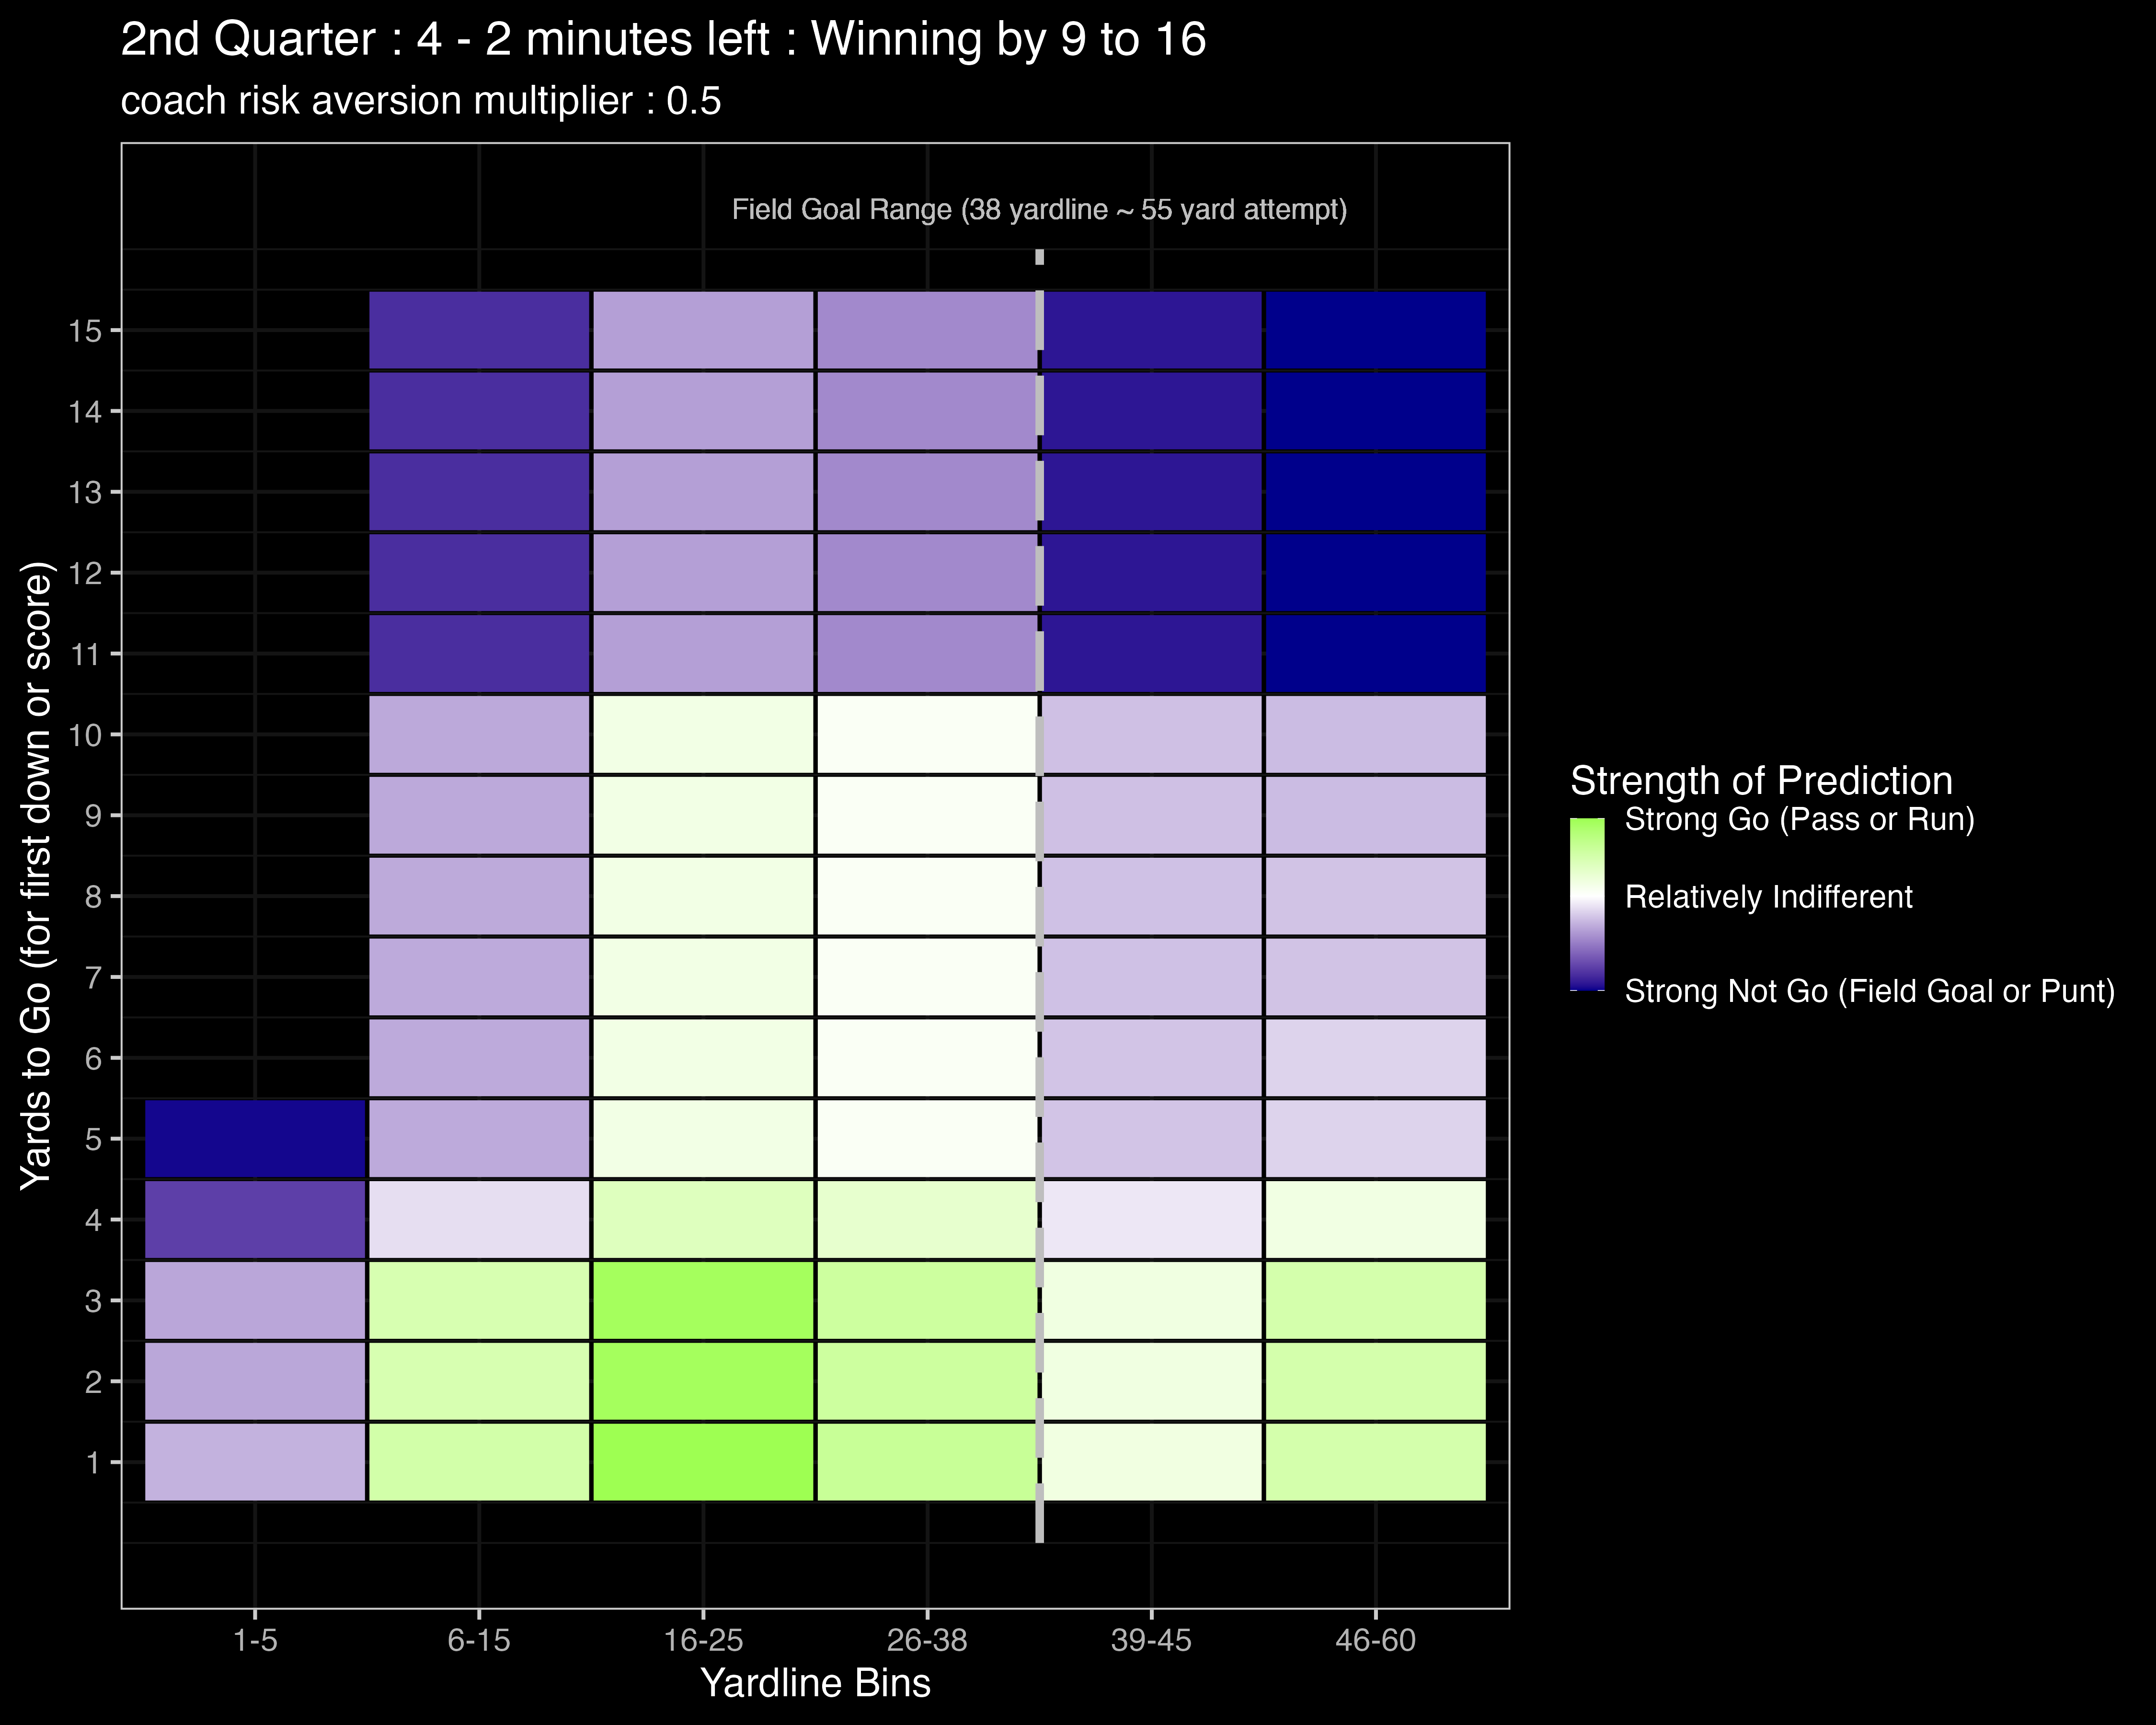 2nd Quarter : 4 - 2 minutes left : Winning by 9 to 16
coach risk aversion multiplier : 0.5
Field Goal Range (38 yardline ~ 55 yard attempt)
Yards to Go (for first down or score)
15
14
13
12
11
10
9
8
7
6
5
4
3
2
1
1-5
6-15
16-25
26-38
39-45
46-60
Yardline Bins
Strength of Prediction
Strong Go (Pass or Run)
Relatively Indifferent
Strong Not Go (Field Goal or Punt)